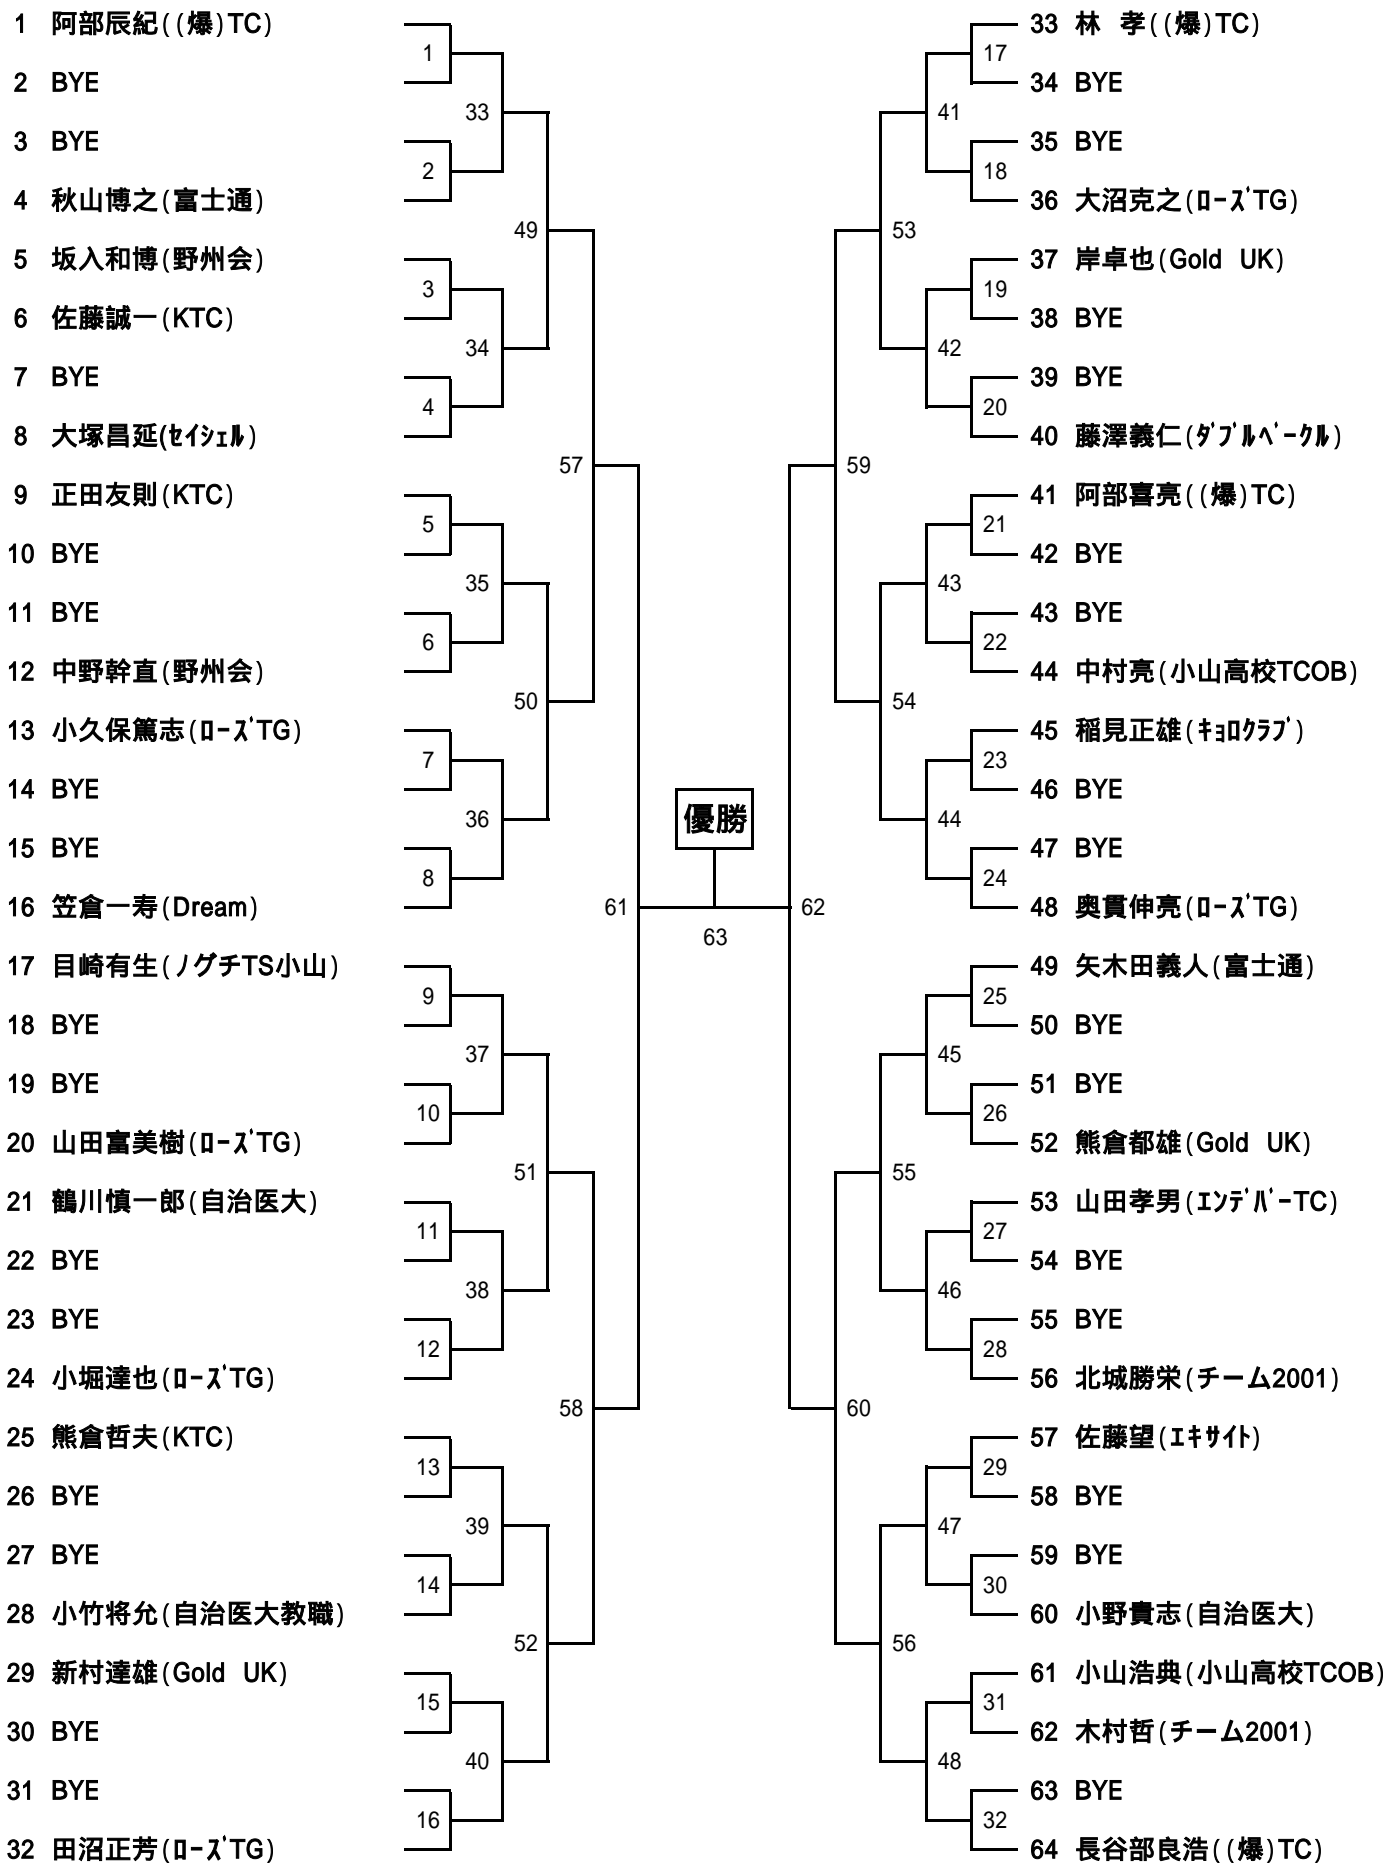 1 阿部辰紀((爆)TC)
2 BYE
3 BYE
4 秋山博之(富士通)
5 坂入和博(野州会)
6 佐藤誠一(KTC)
7 BYE
8 大塚昌延(ｾｲｼｪﾙ)
9 正田友則(KTC)
10 BYE
11 BYE
12 中野幹直(野州会)
13 小久保篤志(ﾛｰｽﾞTG)
14 BYE
15 BYE
16 笠倉一寿(Dream)
17 目崎有生(ノグチTS小山)
18 BYE
19 BYE
20 山田富美樹(ﾛｰｽﾞTG)
21 鶴川慎一郎(自治医大)
22 BYE
23 BYE
24 小堀達也(ﾛｰｽﾞTG)
25 熊倉哲夫(KTC)
26 BYE
27 BYE
28 小竹将允(自治医大教職)
29 新村達雄(Gold UK)
30 BYE
31 BYE
32 田沼正芳(ﾛｰｽﾞTG)
1
2
3
4
5
6
7
8
9
10
11
12
13
14
15
16
33
34
35
36
37
38
39
40
49
50
51
52
57
58
61
優勝
63
62
59
60
53
54
55
56
41
42
43
44
45
46
47
48
17
18
19
20
21
22
23
24
25
26
27
28
29
30
31
32
33 林 孝((爆)TC)
34 BYE
35 BYE
36 大沼克之(ﾛｰｽﾞTG)
37 岸卓也(Gold UK)
38 BYE
39 BYE
40 藤澤義仁(ﾀﾞﾌﾞﾙﾍﾞｰｸﾙ)
41 阿部喜亮((爆)TC)
42 BYE
43 BYE
44 中村亮(小山高校TCOB)
45 稲見正雄(ｷｮﾛｸﾗﾌﾞ)
46 BYE
47 BYE
48 奥貫伸亮(ﾛｰｽﾞTG)
49 矢木田義人(富士通)
50 BYE
51 BYE
52 熊倉都雄(Gold UK)
53 山田孝男(ｴﾝﾃﾞﾊﾞｰTC)
54 BYE
55 BYE
56 北城勝栄(チーム2001)
57 佐藤望(ｴｷｻｲﾄ)
58 BYE
59 BYE
60 小野貴志(自治医大)
61 小山浩典(小山高校TCOB)
62 木村哲(チーム2001)
63 BYE
64 長谷部良浩((爆)TC)